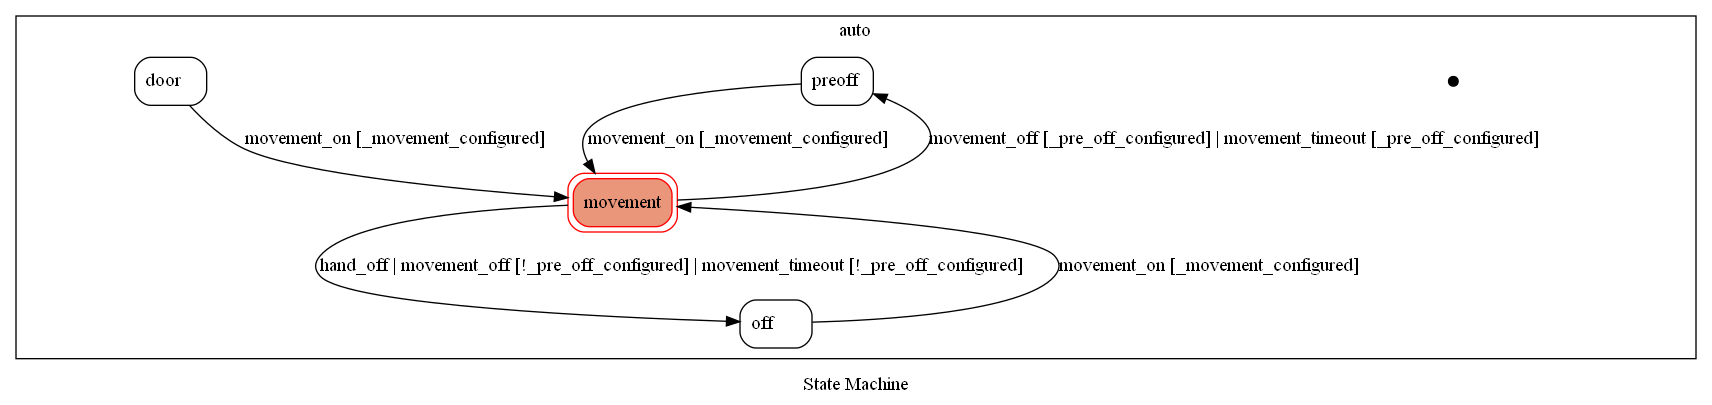 auto
door
preoff
movement_on [_movement_configured]
movement_on [_movement_configured]
movement_off [_pre_off_configured] | movement_timeout [_pre_off_configured]
movement
hand_off | movement_off [!_pre_off_configured] | movement_timeout [!_pre_off_configured]
movement_on [_movement_configured]
off
State Machine